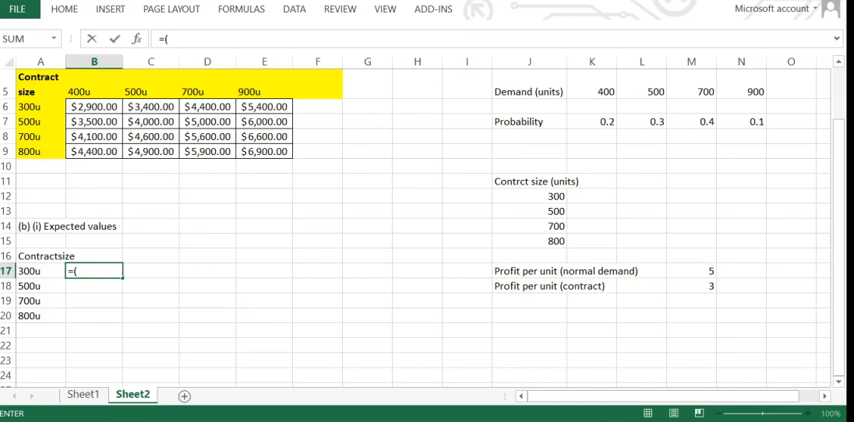 FILE HOME INSERT PAGE LAYOUT FORMULAS DATA REVIEW VIEW ADD-INS Microsoft account
SUM fx =(
A B C D E F G H I J K L M N O
Contract
5 size 400u 500u 700u 900u Demand (units) 400 500 700 900
6 300u $2,900.00 $3,400.00 $4,400.00 $5,400.00
7 500u $3,500.00 $4,000.00 $5,000.00 $6,000.00 Probability 0.2 0.3 0.4 0.1
8 700u $4,100.00 $4,600.00 $5,600.00 $6,600.00
9 800u $4,400.00 $4,900.00 $5,900.00 $6,900.00
10
11 Contrct size (units)
12 300
13 500
14 (b) (i) Expected values 700
15 800
16 Contractsize
17 300u =( Profit per unit (normal demand) 5
18 500u Profit per unit (contract) 3
19 700u
20 800u
21
22
23
24
Sheet1 Sheet2
ENTER 100%